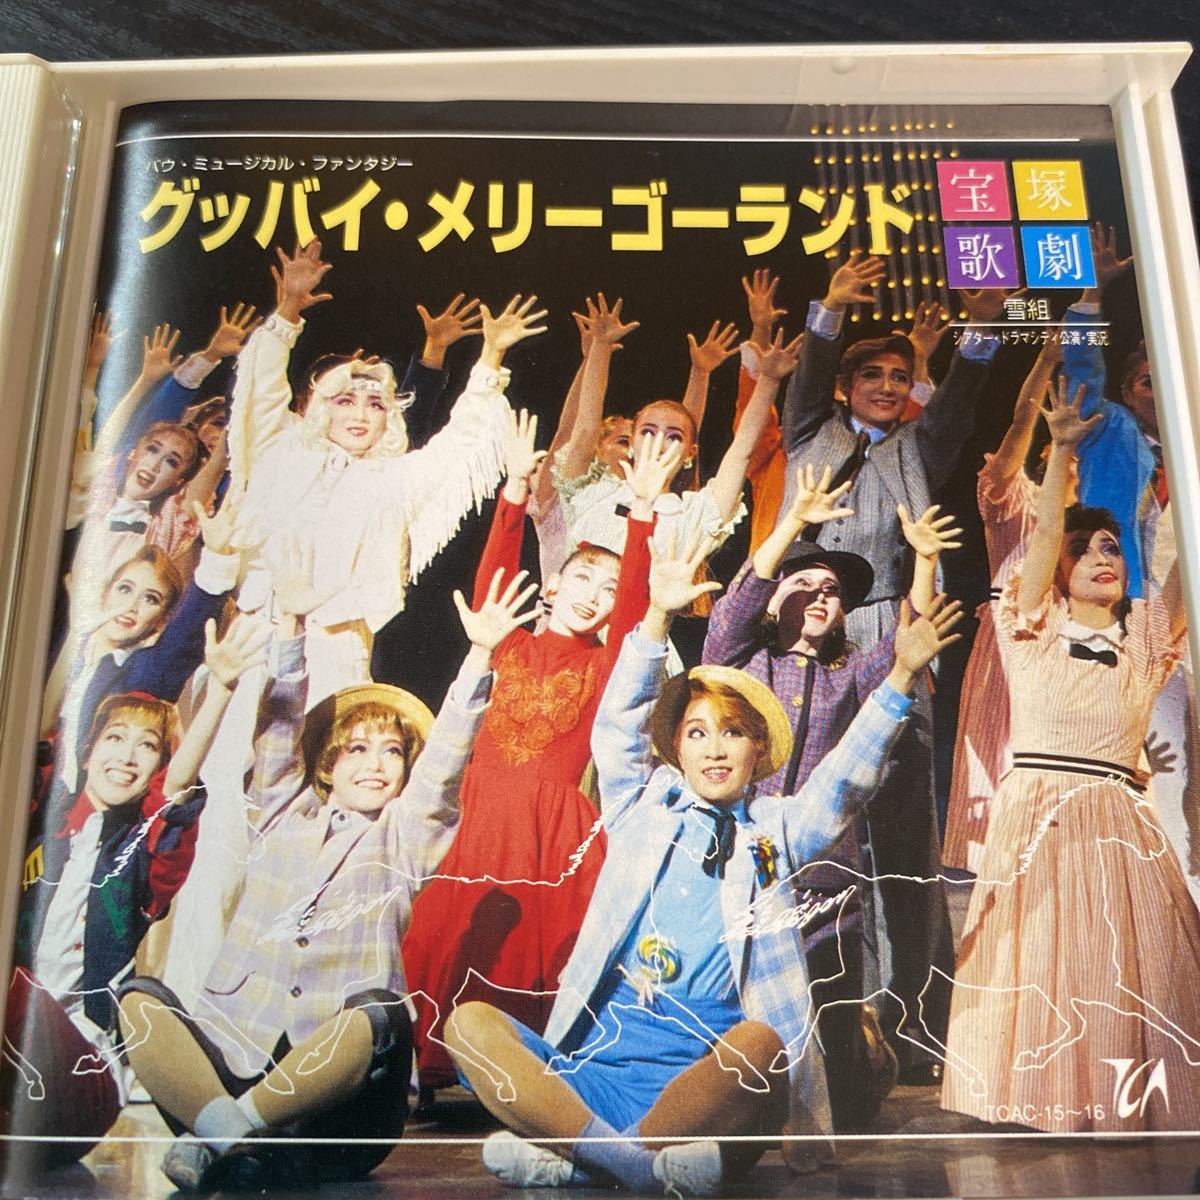 バウ・ミュージカル・ファンタジー
グッバイ・メリーゴーランド
宝塚
歌劇
雪組
シアター・ドラマシティ公演・実況
TCA
TCAC-15～16